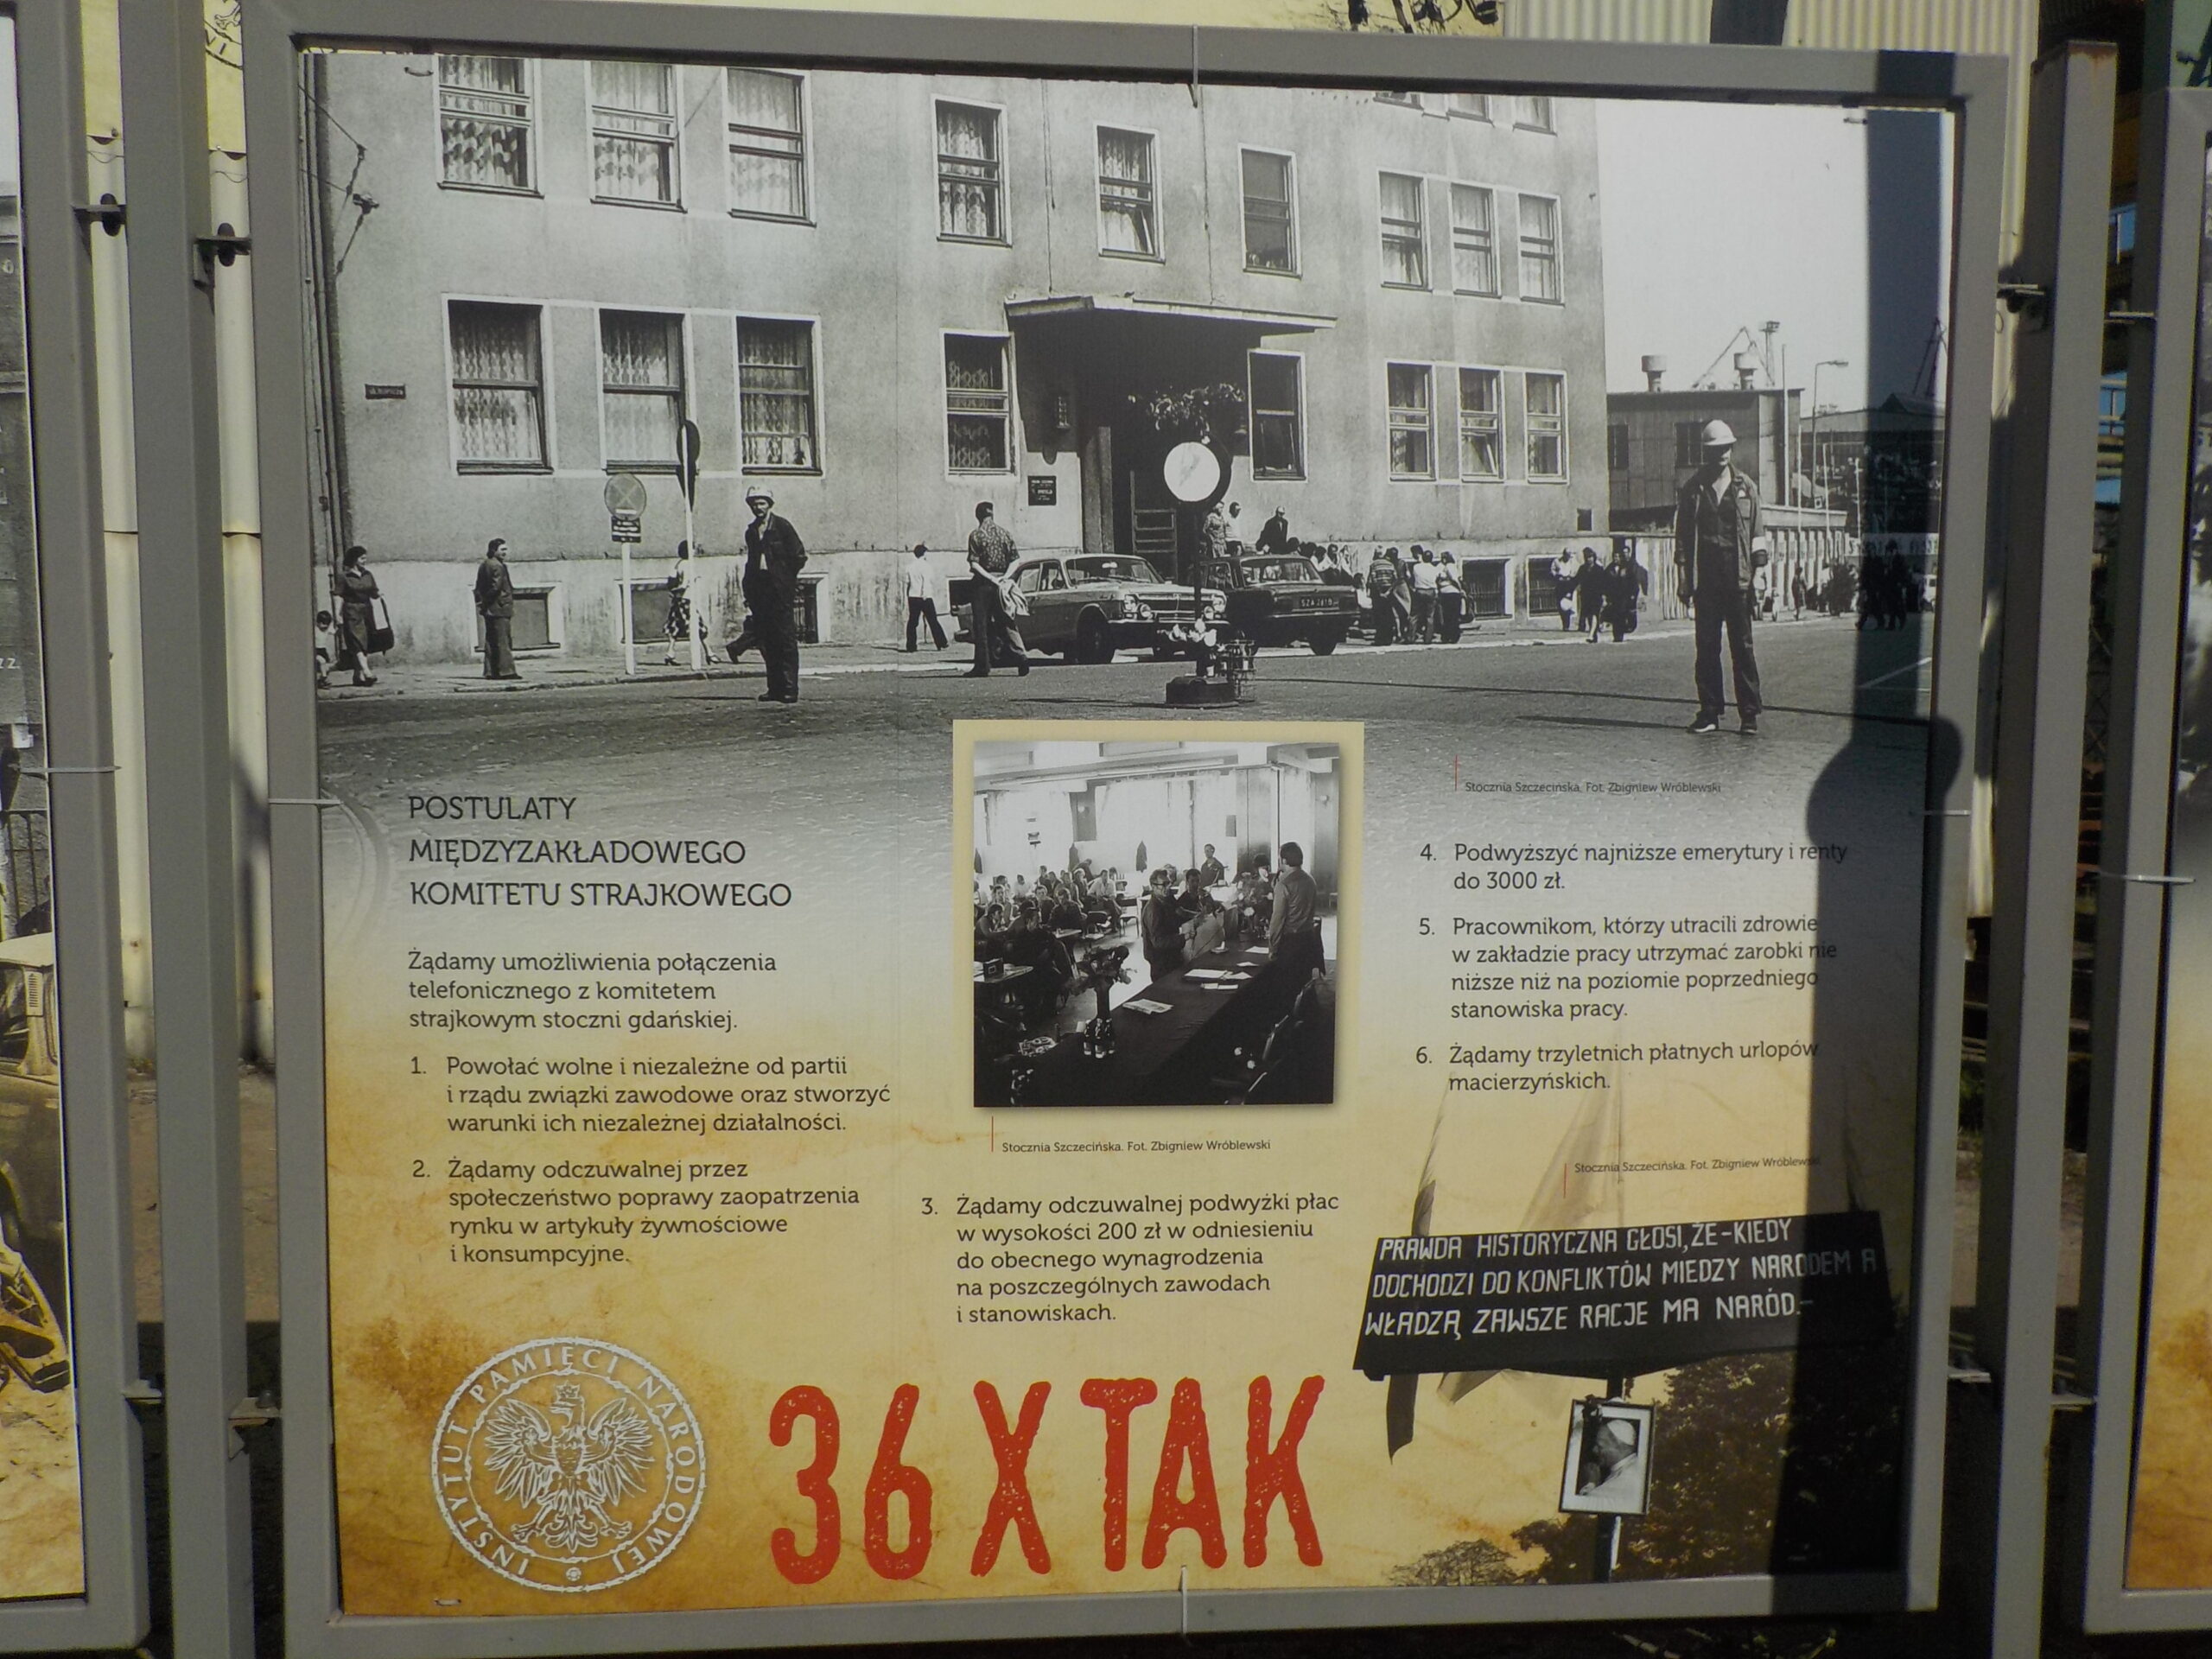 Stocznia Szczecińska. Fot. Zbigniew Wróblewski
POSTULATY
MIĘDZYZAKŁADOWEGO
KOMITETU STRAJKOWEGO
Żądamy umożliwienia połączenia
telefonicznego z komitetem
strajkowym stoczni gdańskiej.
1. Powołać wolne i niezależne od partii
i rządu związki zawodowe oraz stworzyć
warunki ich niezależnej działalności.
2. Żądamy odczuwalnej przez
społeczeństwo poprawy zaopatrzenia
rynku w artykuły żywnościowe
i konsumpcyjne.
Stocznia Szczecińska. Fot. Zbigniew Wróblewski
3. Żądamy odczuwalnej podwyżki płac
w wysokości 200 zł w odniesieniu
do obecnego wynagrodzenia
na poszczególnych zawodach
i stanowiskach.
4. Podwyższyć najniższe emerytury i renty
do 3000 zł.
5. Pracownikom, którzy utracili zdrowie
w zakładzie pracy utrzymać zarobki nie
niższe niż na poziomie poprzedniego
stanowiska pracy.
6. Żądamy trzyletnich płatnych urlopów
macierzyńskich.
Stocznia Szczecińska. Fot. Zbigniew Wróblewski
PRAWDA HISTORYCZNA GŁOSI, ŻE-KIEDY
DOCHODZI DO KONFLIKTÓW MIEDZY NARODEM A
WŁADZĄ ZAWSZE RACJE MA NARÓD.-
INSTYTUT PAMIĘCI NARODOWEJ
36 X TAK